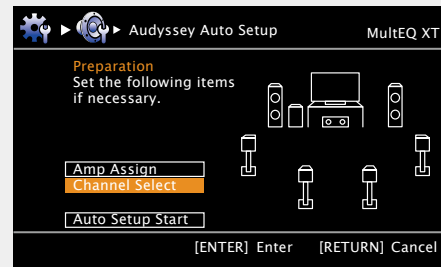 Audyssey Auto Setup MultEQ XT
Preparation
Set the following items
if necessary.
Amp Assign
Channel Select
Auto Setup Start
[ENTER] Enter [RETURN] Cancel